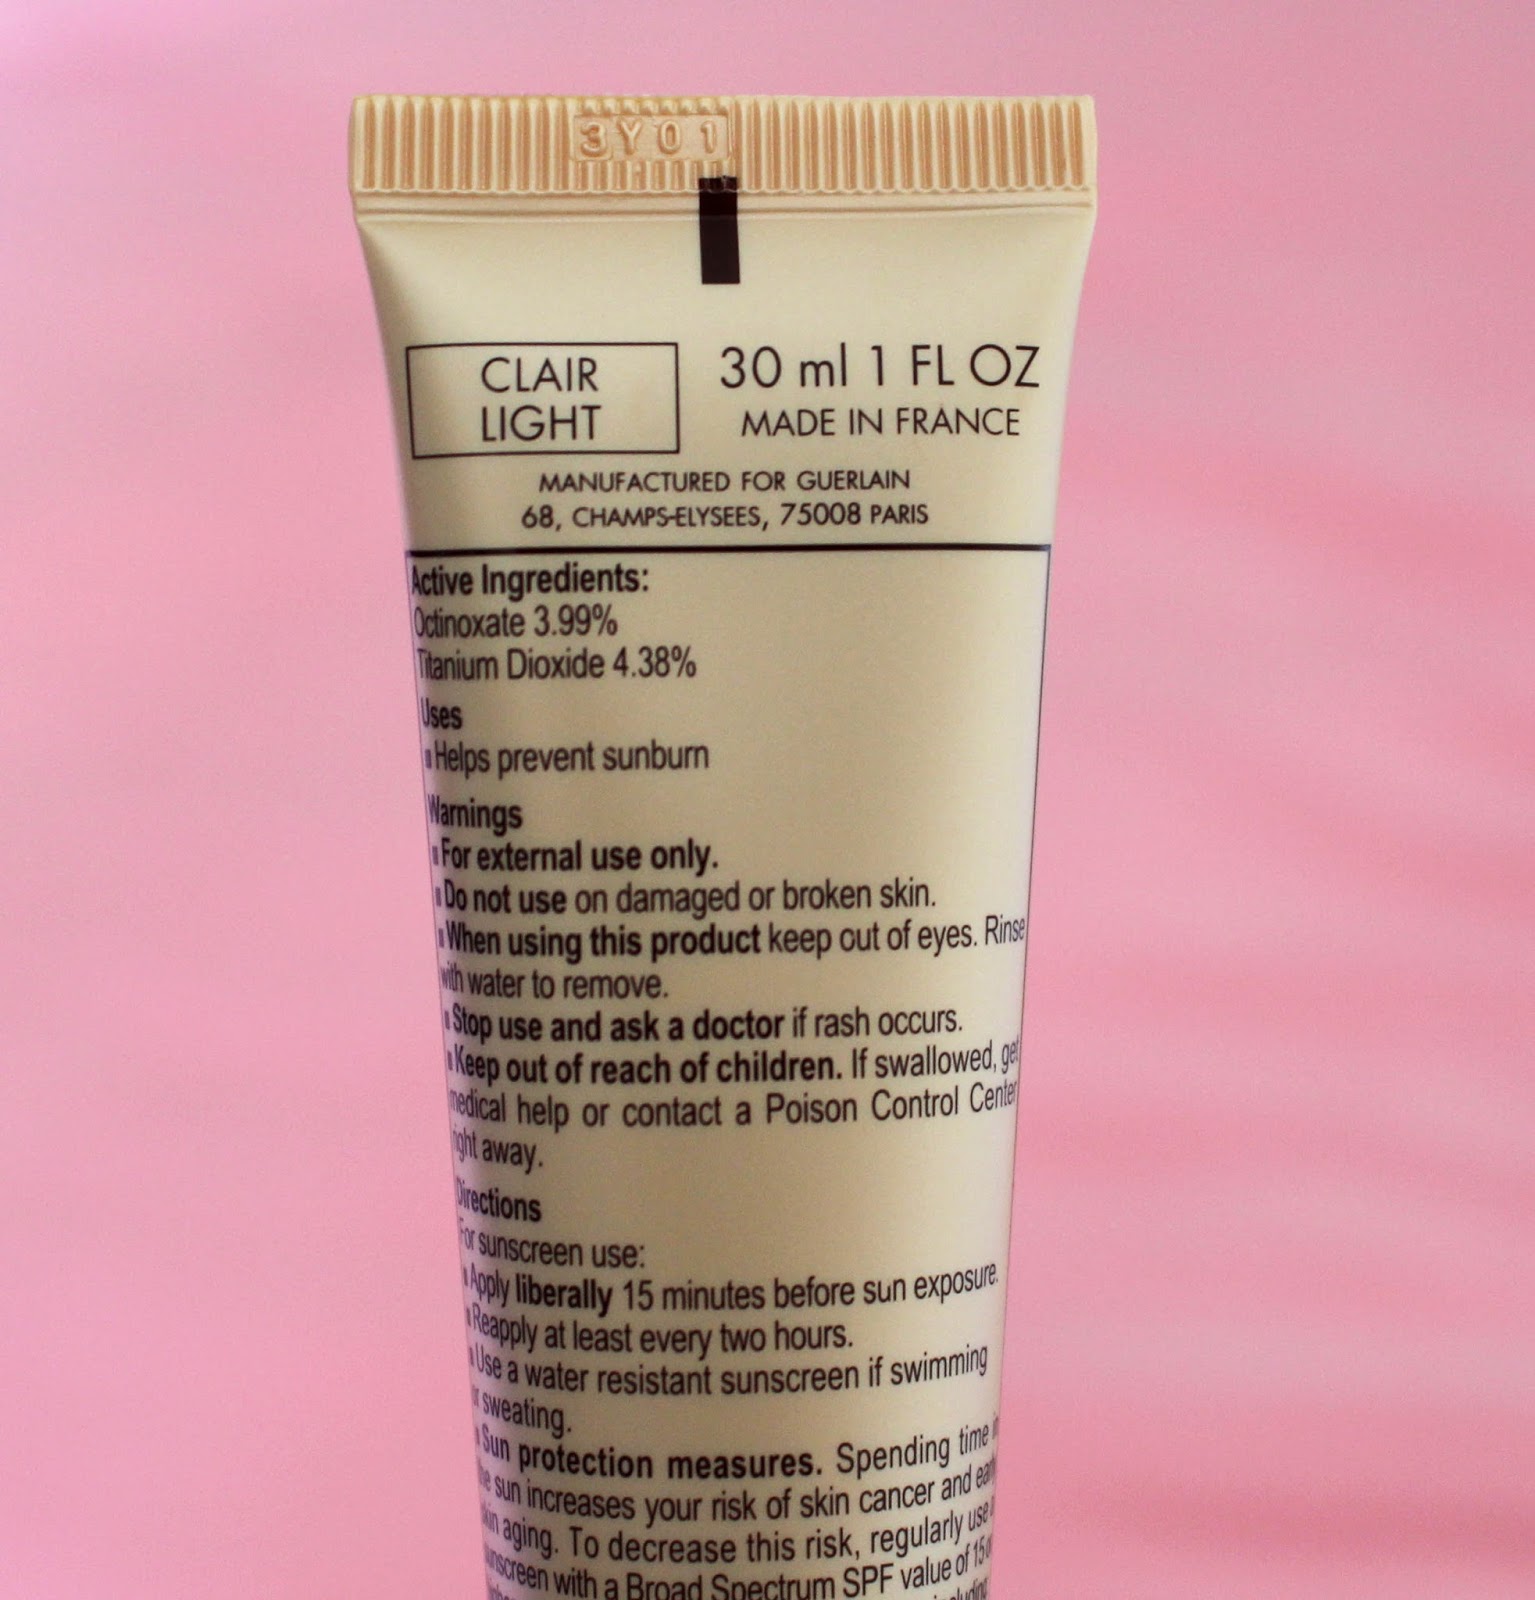 3Y01
CLAIR
LIGHT
30 ml 1 FL OZ
MADE IN FRANCE
MANUFACTURED FOR GUERLAIN
68, CHAMPS-ELYSEES, 75008 PARIS
Active Ingredients:
Octinoxate 3.99%
Titanium Dioxide 4.38%
Uses
▪ Helps prevent sunburn
Warnings
▪ For external use only.
▪ Do not use on damaged or broken skin.
▪ When using this product keep out of eyes. Rinse
with water to remove.
▪ Stop use and ask a doctor if rash occurs.
▪ Keep out of reach of children. If swallowed, get
medical help or contact a Poison Control Center
right away.
Directions
For sunscreen use:
▪ Apply liberally 15 minutes before sun exposure.
▪ Reapply at least every two hours.
▪ Use a water resistant sunscreen if swimming
or sweating.
▪ Sun protection measures. Spending time in
the sun increases your risk of skin cancer and early
skin aging. To decrease this risk, regularly use a
sunscreen with a Broad Spectrum SPF value of 15 or
including